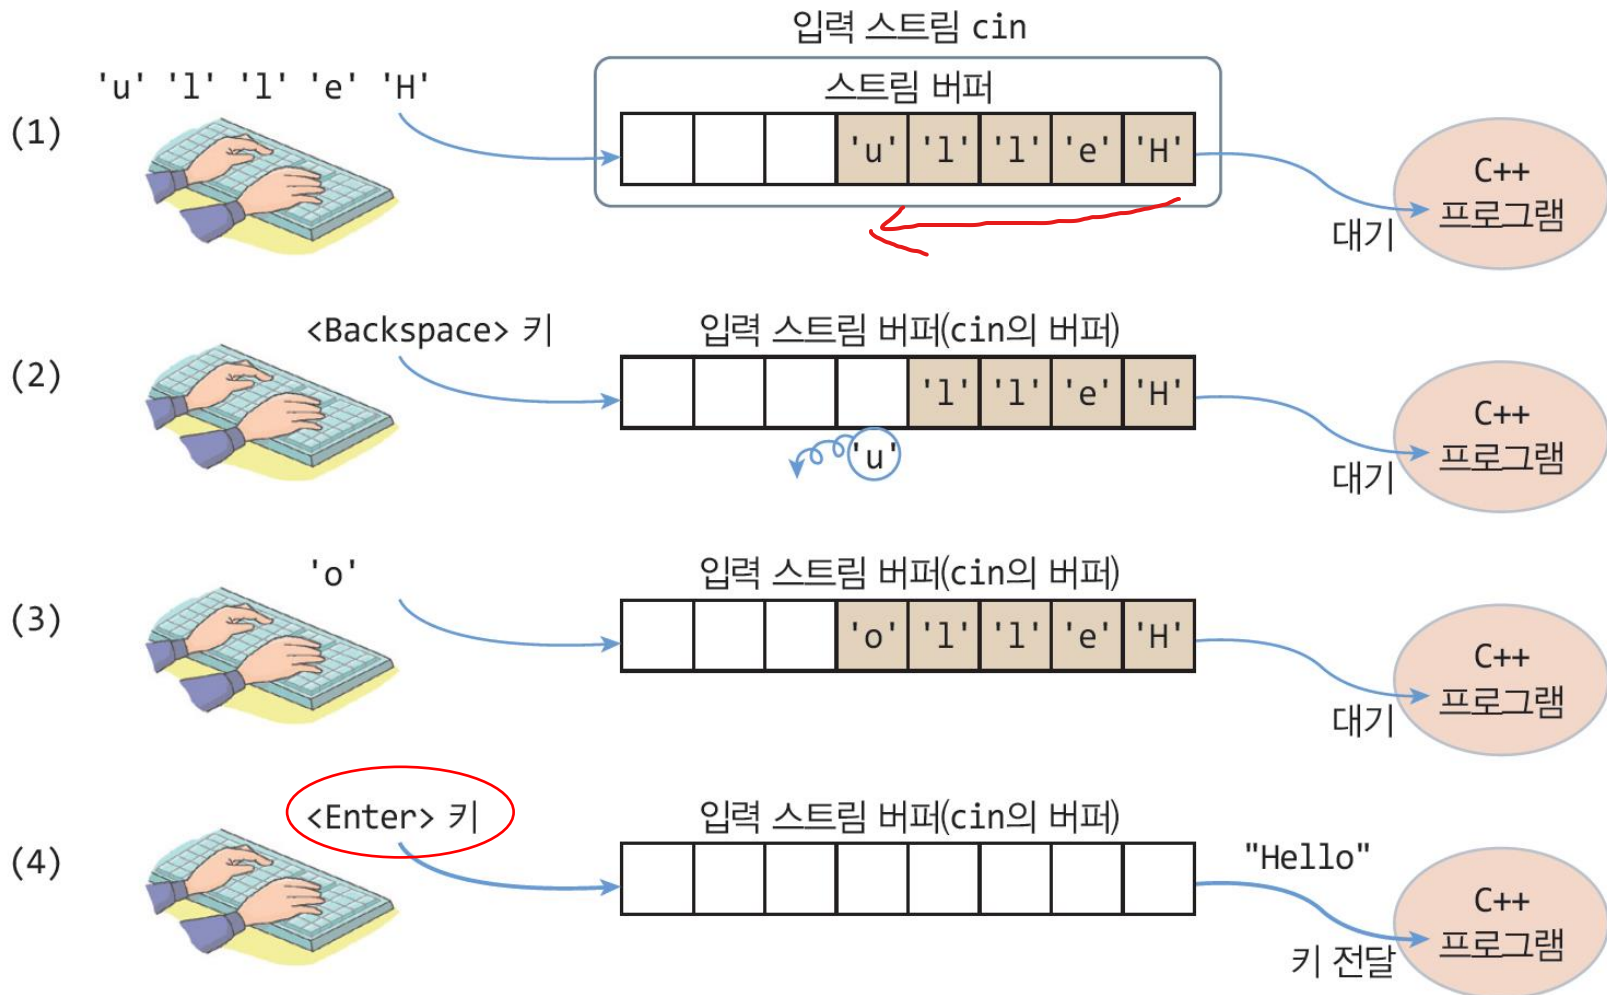 입력 스트림 cin
스트림 버퍼
'u' 'l' 'l' 'e' 'H'
(1)
'u' 'l' 'l' 'e' 'H'
C++
프로그램
대기
<Backspace> 키
입력 스트림 버퍼(cin의 버퍼)
(2)
'l' 'l' 'e' 'H'
'u'
C++
프로그램
대기
'o'
입력 스트림 버퍼(cin의 버퍼)
(3)
'o' 'l' 'l' 'e' 'H'
C++
프로그램
대기
<Enter> 키
입력 스트림 버퍼(cin의 버퍼)
(4)
"Hello"
C++
프로그램
키 전달